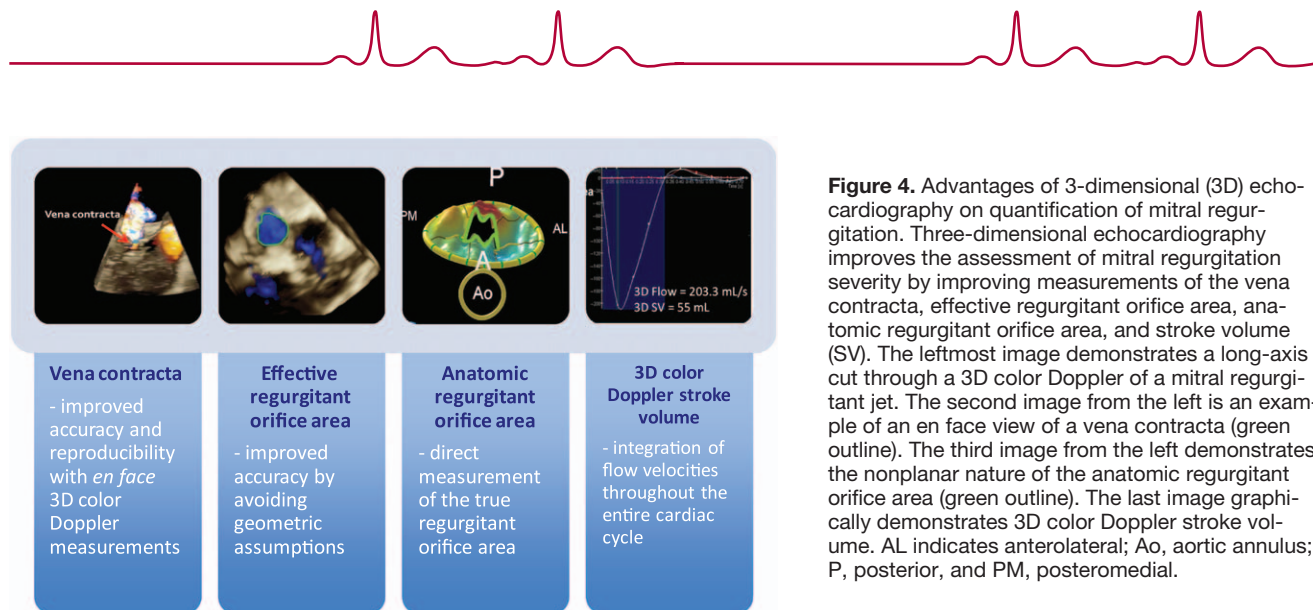 Vena contracta
P
PM
AL
A
Ao
3D Flow = 203.3 mL/s
3D SV = 55 mL
Vena contracta
- improved
accuracy and
reproducibility
with en face
3D color
Doppler
measurements
Effective
regurgitant
orifice area
- improved
accuracy by
avoiding
geometric
assumptions
Anatomic
regurgitant
orifice area
- direct
measurement
of the true
regurgitant
orifice area
3D color
Doppler stroke
volume
- integration of
flow velocities
throughout the
entire cardiac
cycle
Figure 4. Advantages of 3-dimensional (3D) echo-
cardiography on quantification of mitral regur-
gitation. Three-dimensional echocardiography
improves the assessment of mitral regurgitation
severity by improving measurements of the vena
contracta, effective regurgitant orifice area, ana-
tomic regurgitant orifice area, and stroke volume
(SV). The leftmost image demonstrates a long-axis
cut through a 3D color Doppler of a mitral regurgi-
tant jet. The second image from the left is an exam-
ple of an en face view of a vena contracta (green
outline). The third image from the left demonstrates
the nonplanar nature of the anatomic regurgitant
orifice area (green outline). The last image graphi-
cally demonstrates 3D color Doppler stroke vol-
ume. AL indicates anterolateral; Ao, aortic annulus;
P, posterior, and PM, posteromedial.